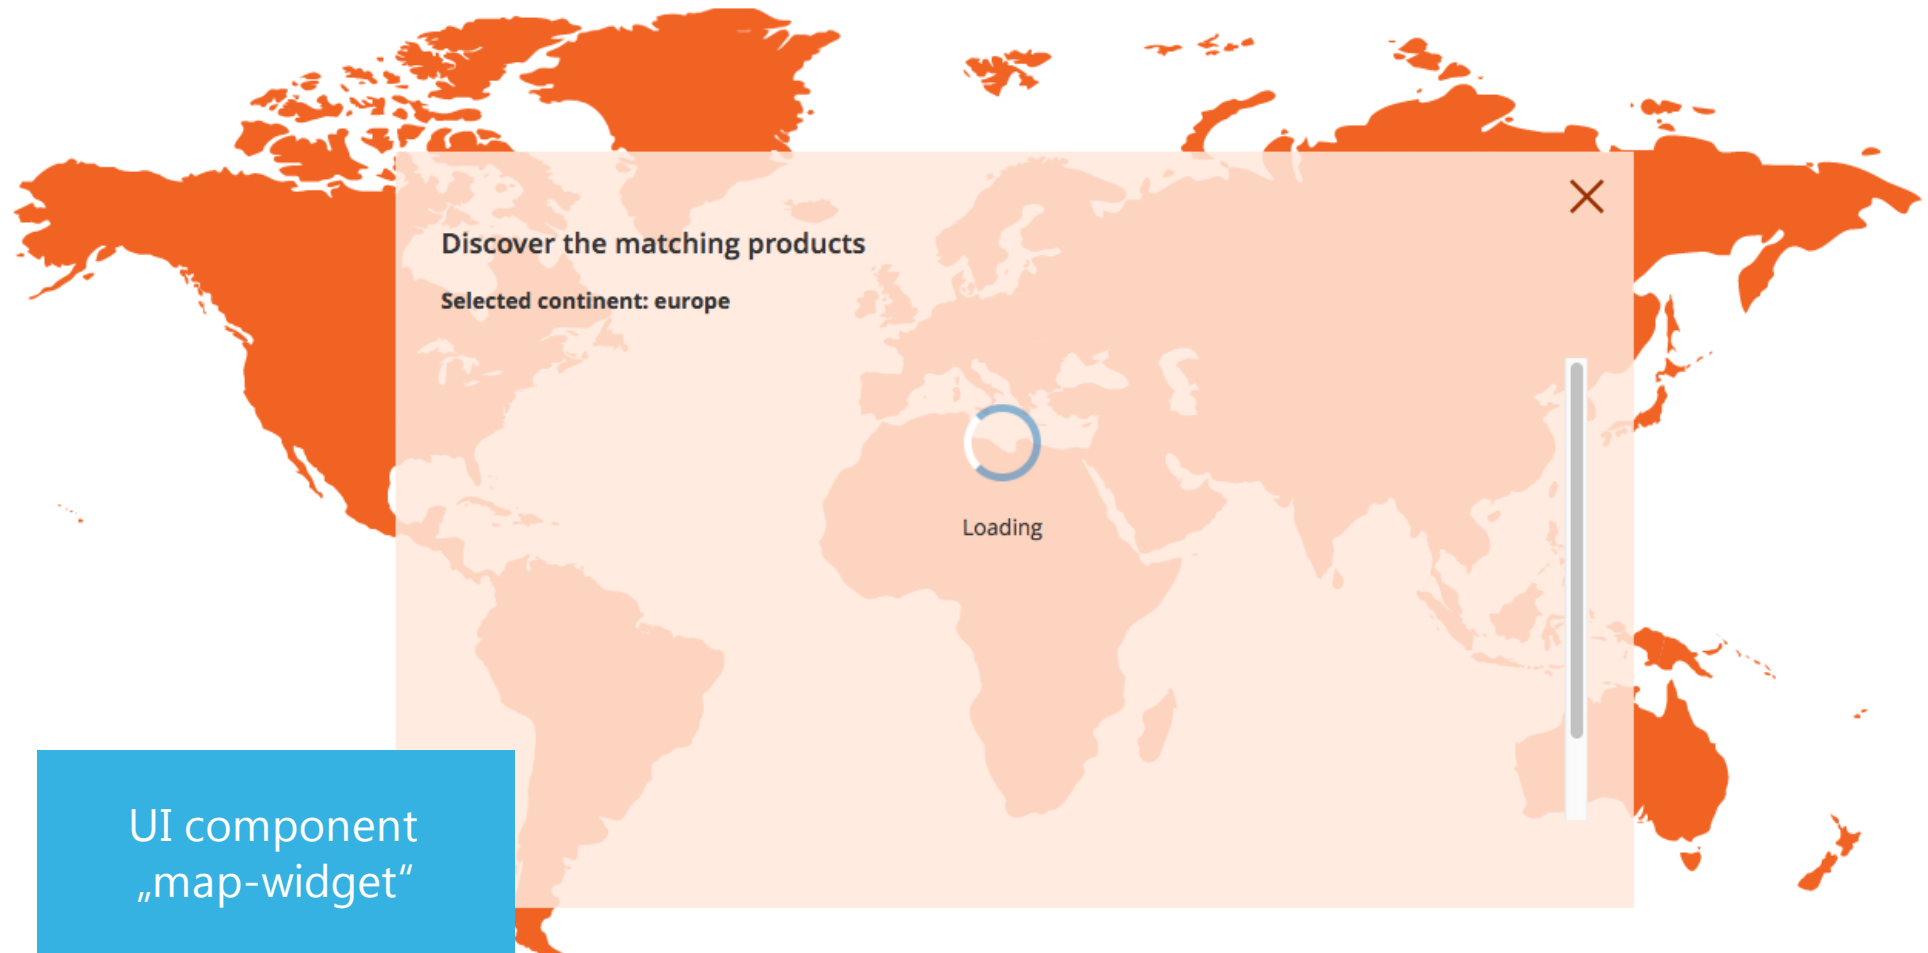 Discover the matching products
Selected continent: europe
Loading
UI component
„map-widget“